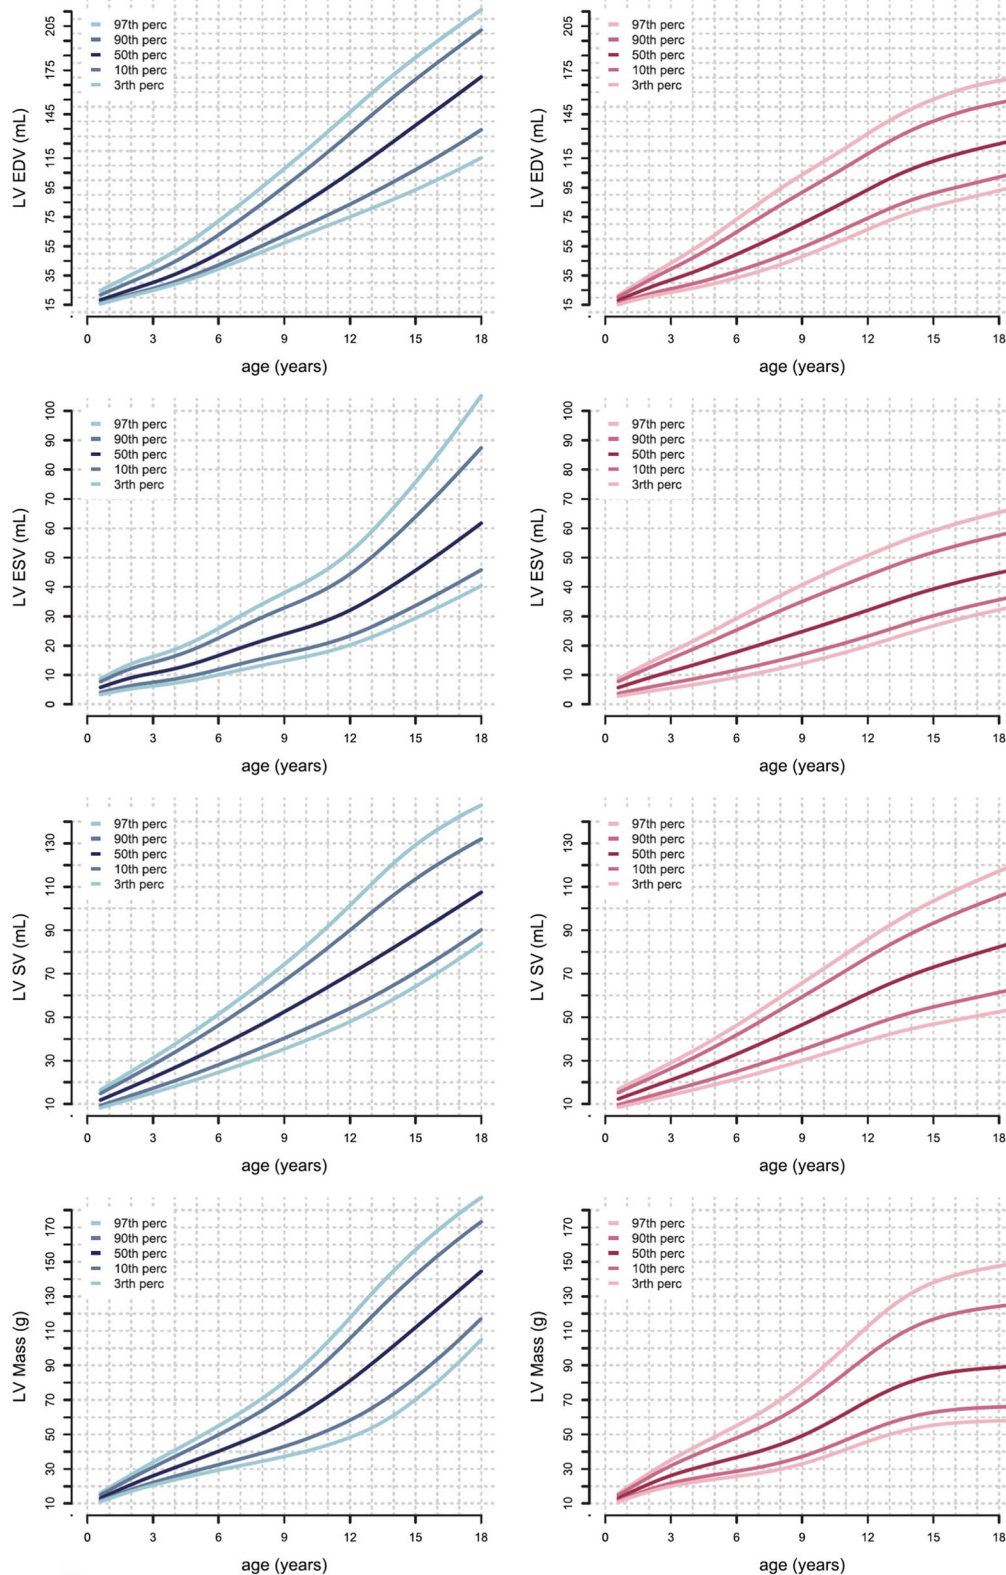 LV EDV (mL)
205
175
145
115
95
75
55
35
15
97th perc
90th perc
50th perc
10th perc
3rth perc
0 3 6 9 12 15 18
age (years)
LV EDV (mL)
205
175
145
115
95
75
55
35
15
97th perc
90th perc
50th perc
10th perc
3rth perc
0 3 6 9 12 15 18
age (years)
LV ESV (mL)
100
90
80
70
60
50
40
30
20
10
0
97th perc
90th perc
50th perc
10th perc
3rth perc
0 3 6 9 12 15 18
age (years)
LV ESV (mL)
100
90
80
70
60
50
40
30
20
10
0
97th perc
90th perc
50th perc
10th perc
3rth perc
0 3 6 9 12 15 18
age (years)
LV SV (mL)
130
110
90
70
50
30
10
97th perc
90th perc
50th perc
10th perc
3rth perc
0 3 6 9 12 15 18
age (years)
LV SV (mL)
130
110
90
70
50
30
10
97th perc
90th perc
50th perc
10th perc
3rth perc
0 3 6 9 12 15 18
age (years)
LV Mass (g)
170
150
130
110
90
70
50
30
10
97th perc
90th perc
50th perc
10th perc
3rth perc
0 3 6 9 12 15 18
age (years)
LV Mass (g)
170
150
130
110
90
70
50
30
10
97th perc
90th perc
50th perc
10th perc
3rth perc
0 3 6 9 12 15 18
age (years)